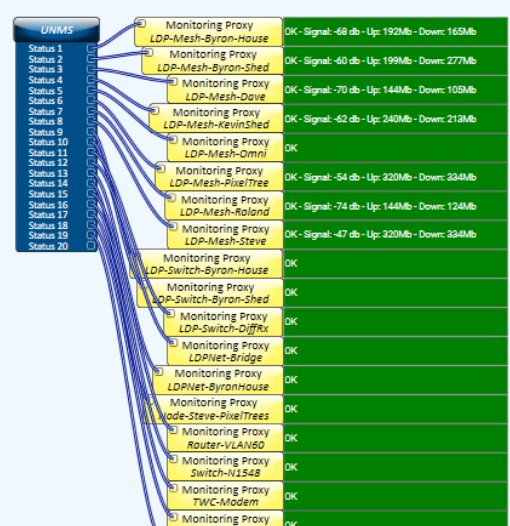 UNMS
Status 1
Status 2
Status 3
Status 4
Status 5
Status 6
Status 7
Status 8
Status 9
Status 10
Status 11
Status 12
Status 13
Status 14
Status 15
Status 16
Status 17
Status 18
Status 19
Status 20
Monitoring Proxy
LDP-Mesh-Byron-House
OK - Signal: -68 db - Up: 192Mb - Down: 165Mb
Monitoring Proxy
LDP-Mesh-Byron-Shed
OK - Signal: -60 db - Up: 199Mb - Down: 277Mb
Monitoring Proxy
LDP-Mesh-Dave
OK - Signal: -70 db - Up: 144Mb - Down: 105Mb
Monitoring Proxy
LDP-Mesh-KevinShed
OK - Signal: -62 db - Up: 240Mb - Down: 213Mb
Monitoring Proxy
LDP-Mesh-Omni
OK
Monitoring Proxy
LDP-Mesh-PixelTree
OK - Signal: -54 db - Up: 320Mb - Down: 334Mb
Monitoring Proxy
LDP-Mesh-Roland
OK - Signal: -74 db - Up: 144Mb - Down: 124Mb
Monitoring Proxy
LDP-Mesh-Steve
OK - Signal: -47 db - Up: 320Mb - Down: 334Mb
Monitoring Proxy
LDP-Switch-Byron-House
OK
Monitoring Proxy
LDP-Switch-Byron-Shed
OK
Monitoring Proxy
LDP-Switch-DiffRx
OK
Monitoring Proxy
LDPNet-Bridge
OK
Monitoring Proxy
LDPNet-ByronHouse
OK
Monitoring Proxy
Node-Steve-PixelTrees
OK
Monitoring Proxy
Router-VLAN60
OK
Monitoring Proxy
Switch-N1548
OK
Monitoring Proxy
TWC-Modem
OK
Monitoring Proxy
OK